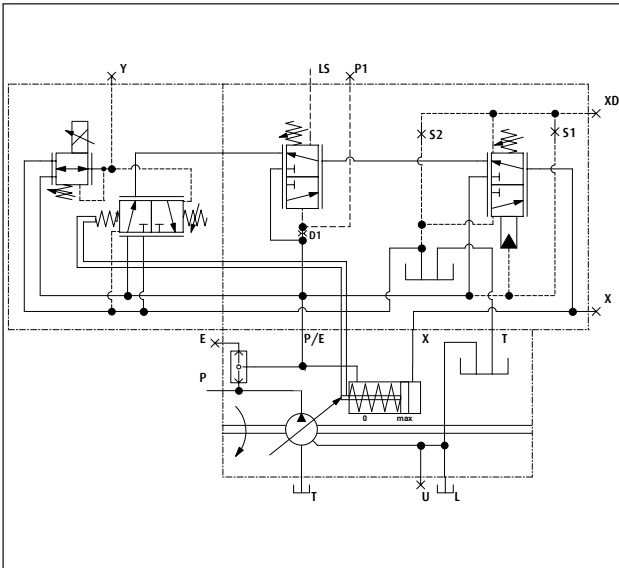 Y LS P1
XD
S2 S1
D1
X
E P/E X T
P
0 max
T U L